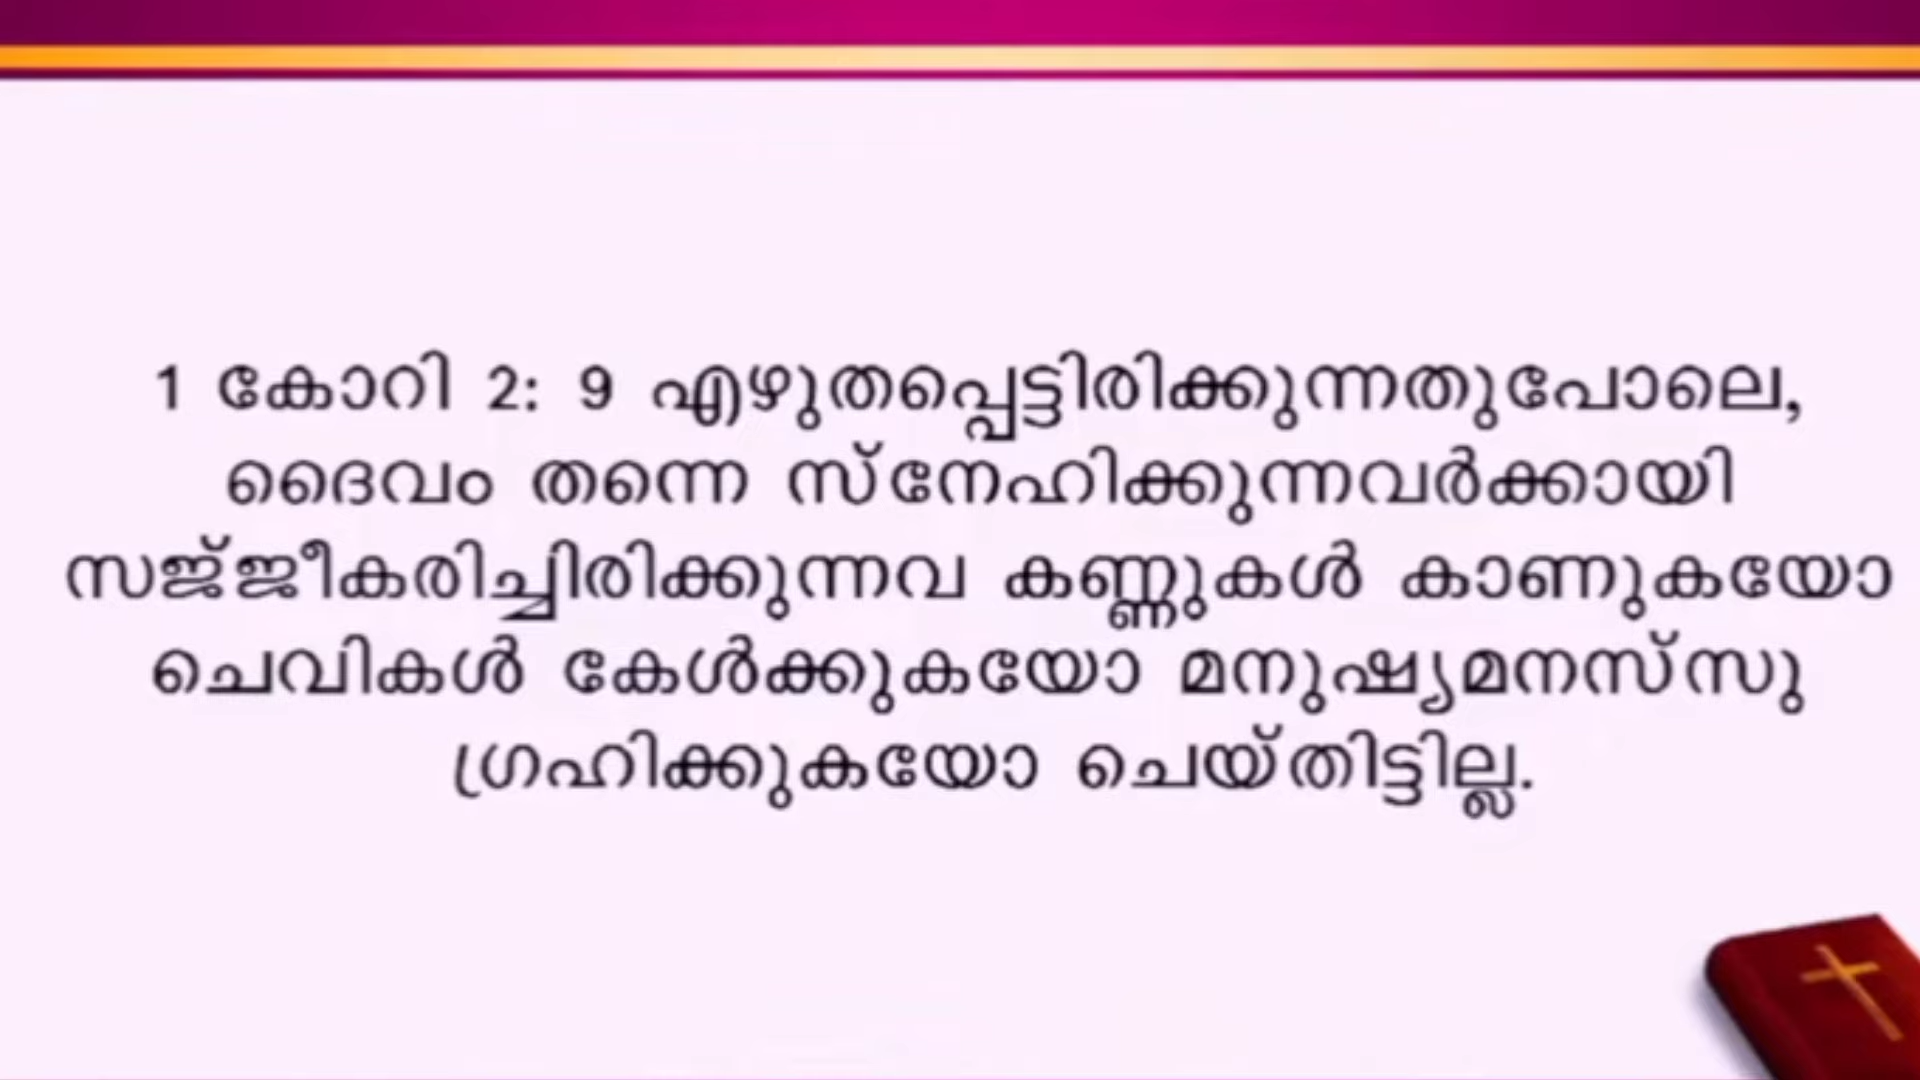 1 കോറി 2: 9 എഴുതപ്പെട്ടിരിക്കുന്നതുപോലെ,
ദൈവം തന്നെ സ്നേഹിക്കുന്നവർക്കായി
സജ്ജീകരിച്ചിരിക്കുന്നവ കണ്ണുകൾ കാണുകയോ
ചെവികൾ കേൾക്കുകയോ മനുഷ്യമനസ്സു
ഗ്രഹിക്കുകയോ ചെയ്തിട്ടില്ല.